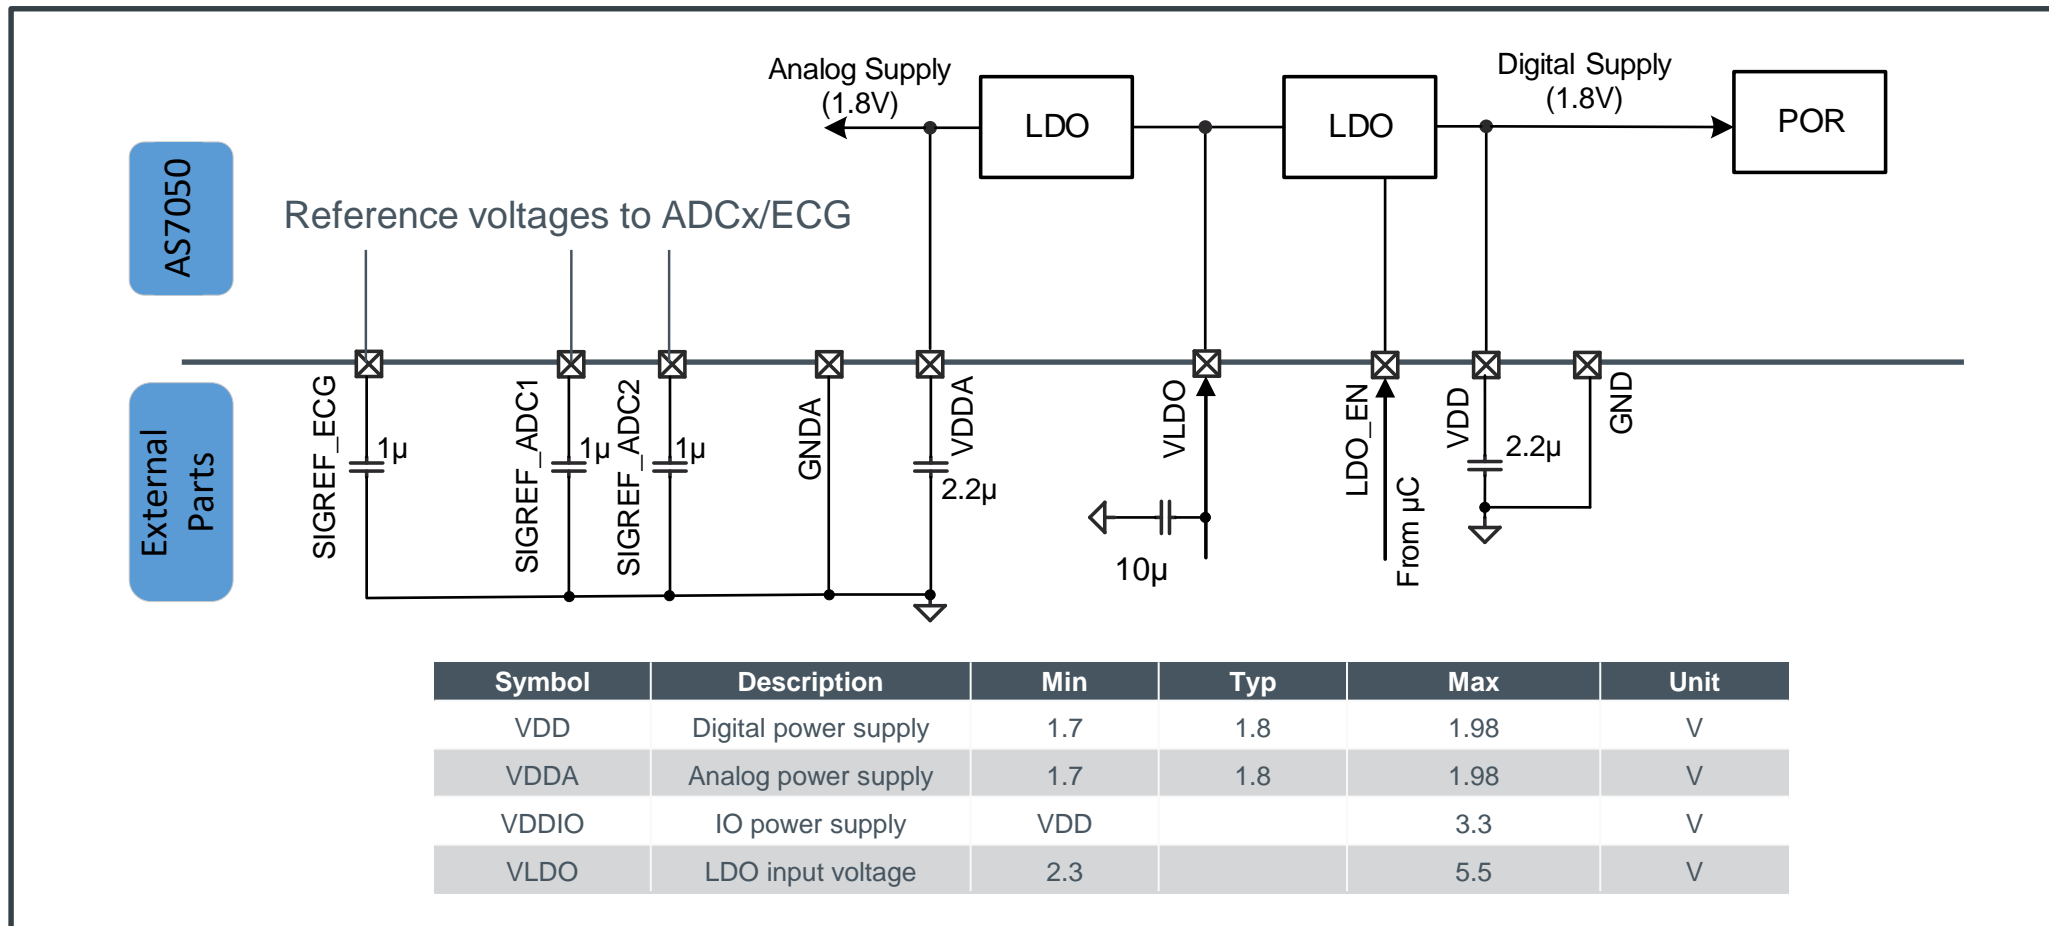 Analog Supply
(1.8V)
LDO
LDO
Digital Supply
(1.8V)
POR
AS7050
Reference voltages to ADCx/ECG
External
Parts
SIGREF_ECG
1µ
SIGREF_ADC1
1µ
SIGREF_ADC2
1µ
GNDA
VDDA
2.2µ
VLDO
10µ
LDO_EN
From µC
VDD
2.2µ
GND
Symbol Description Min Typ Max Unit
VDD Digital power supply 1.7 1.8 1.98 V
VDDA Analog power supply 1.7 1.8 1.98 V
VDDIO IO power supply VDD 3.3 V
VLDO LDO input voltage 2.3 5.5 V